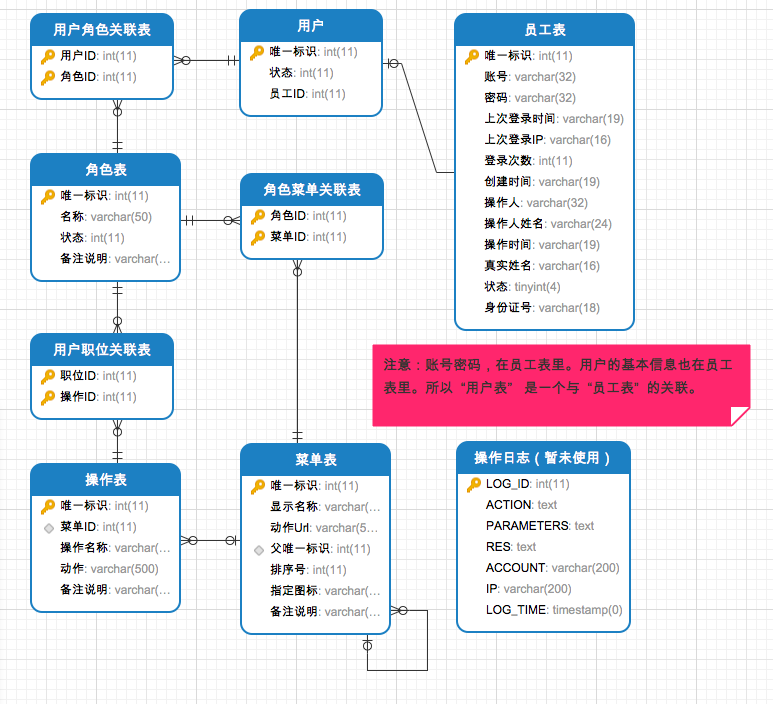 用户角色关联表
用户ID: int(11)
角色ID: int(11)
用户
唯一标识: int(11)
状态: int(11)
员工ID: int(11)
员工表
唯一标识: int(11)
账号: varchar(32)
密码: varchar(32)
上次登录时间: varchar(19)
上次登录IP: varchar(16)
登录次数: int(11)
创建时间: varchar(19)
操作人: varchar(32)
操作人姓名: varchar(24)
操作时间: varchar(19)
真实姓名: varchar(16)
状态: tinyint(4)
身份证号: varchar(18)
角色表
唯一标识: int(11)
名称: varchar(50)
状态: int(11)
备注说明: varchar(...
角色菜单关联表
角色ID: int(11)
菜单ID: int(11)
用户职位关联表
职位ID: int(11)
操作ID: int(11)
注意：账号密码，在员工表里。用户的基本信息也在员工
表里。所以“用户表” 是一个与“员工表”的关联。
操作表
唯一标识: int(11)
菜单ID: int(11)
操作名称: varchar(...
动作: varchar(500)
备注说明: varchar(...
菜单表
唯一标识: int(11)
显示名称: varchar(...
动作Url: varchar(5...
父唯一标识: int(11)
排序号: int(11)
指定图标: varchar(...
备注说明: varchar(...
操作日志（暂未使用）
LOG_ID: int(11)
ACTION: text
PARAMETERS: text
RES: text
ACCOUNT: varchar(200)
IP: varchar(200)
LOG_TIME: timestamp(0)